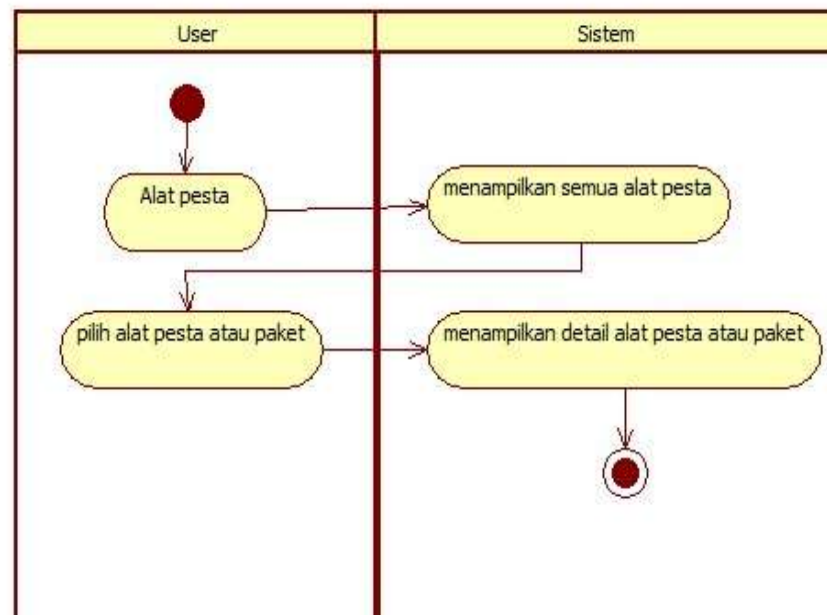 User
Sistem
Alat pesta
menampilkan semua alat pesta
pilih alat pesta atau paket
menampilkan detail alat pesta atau paket